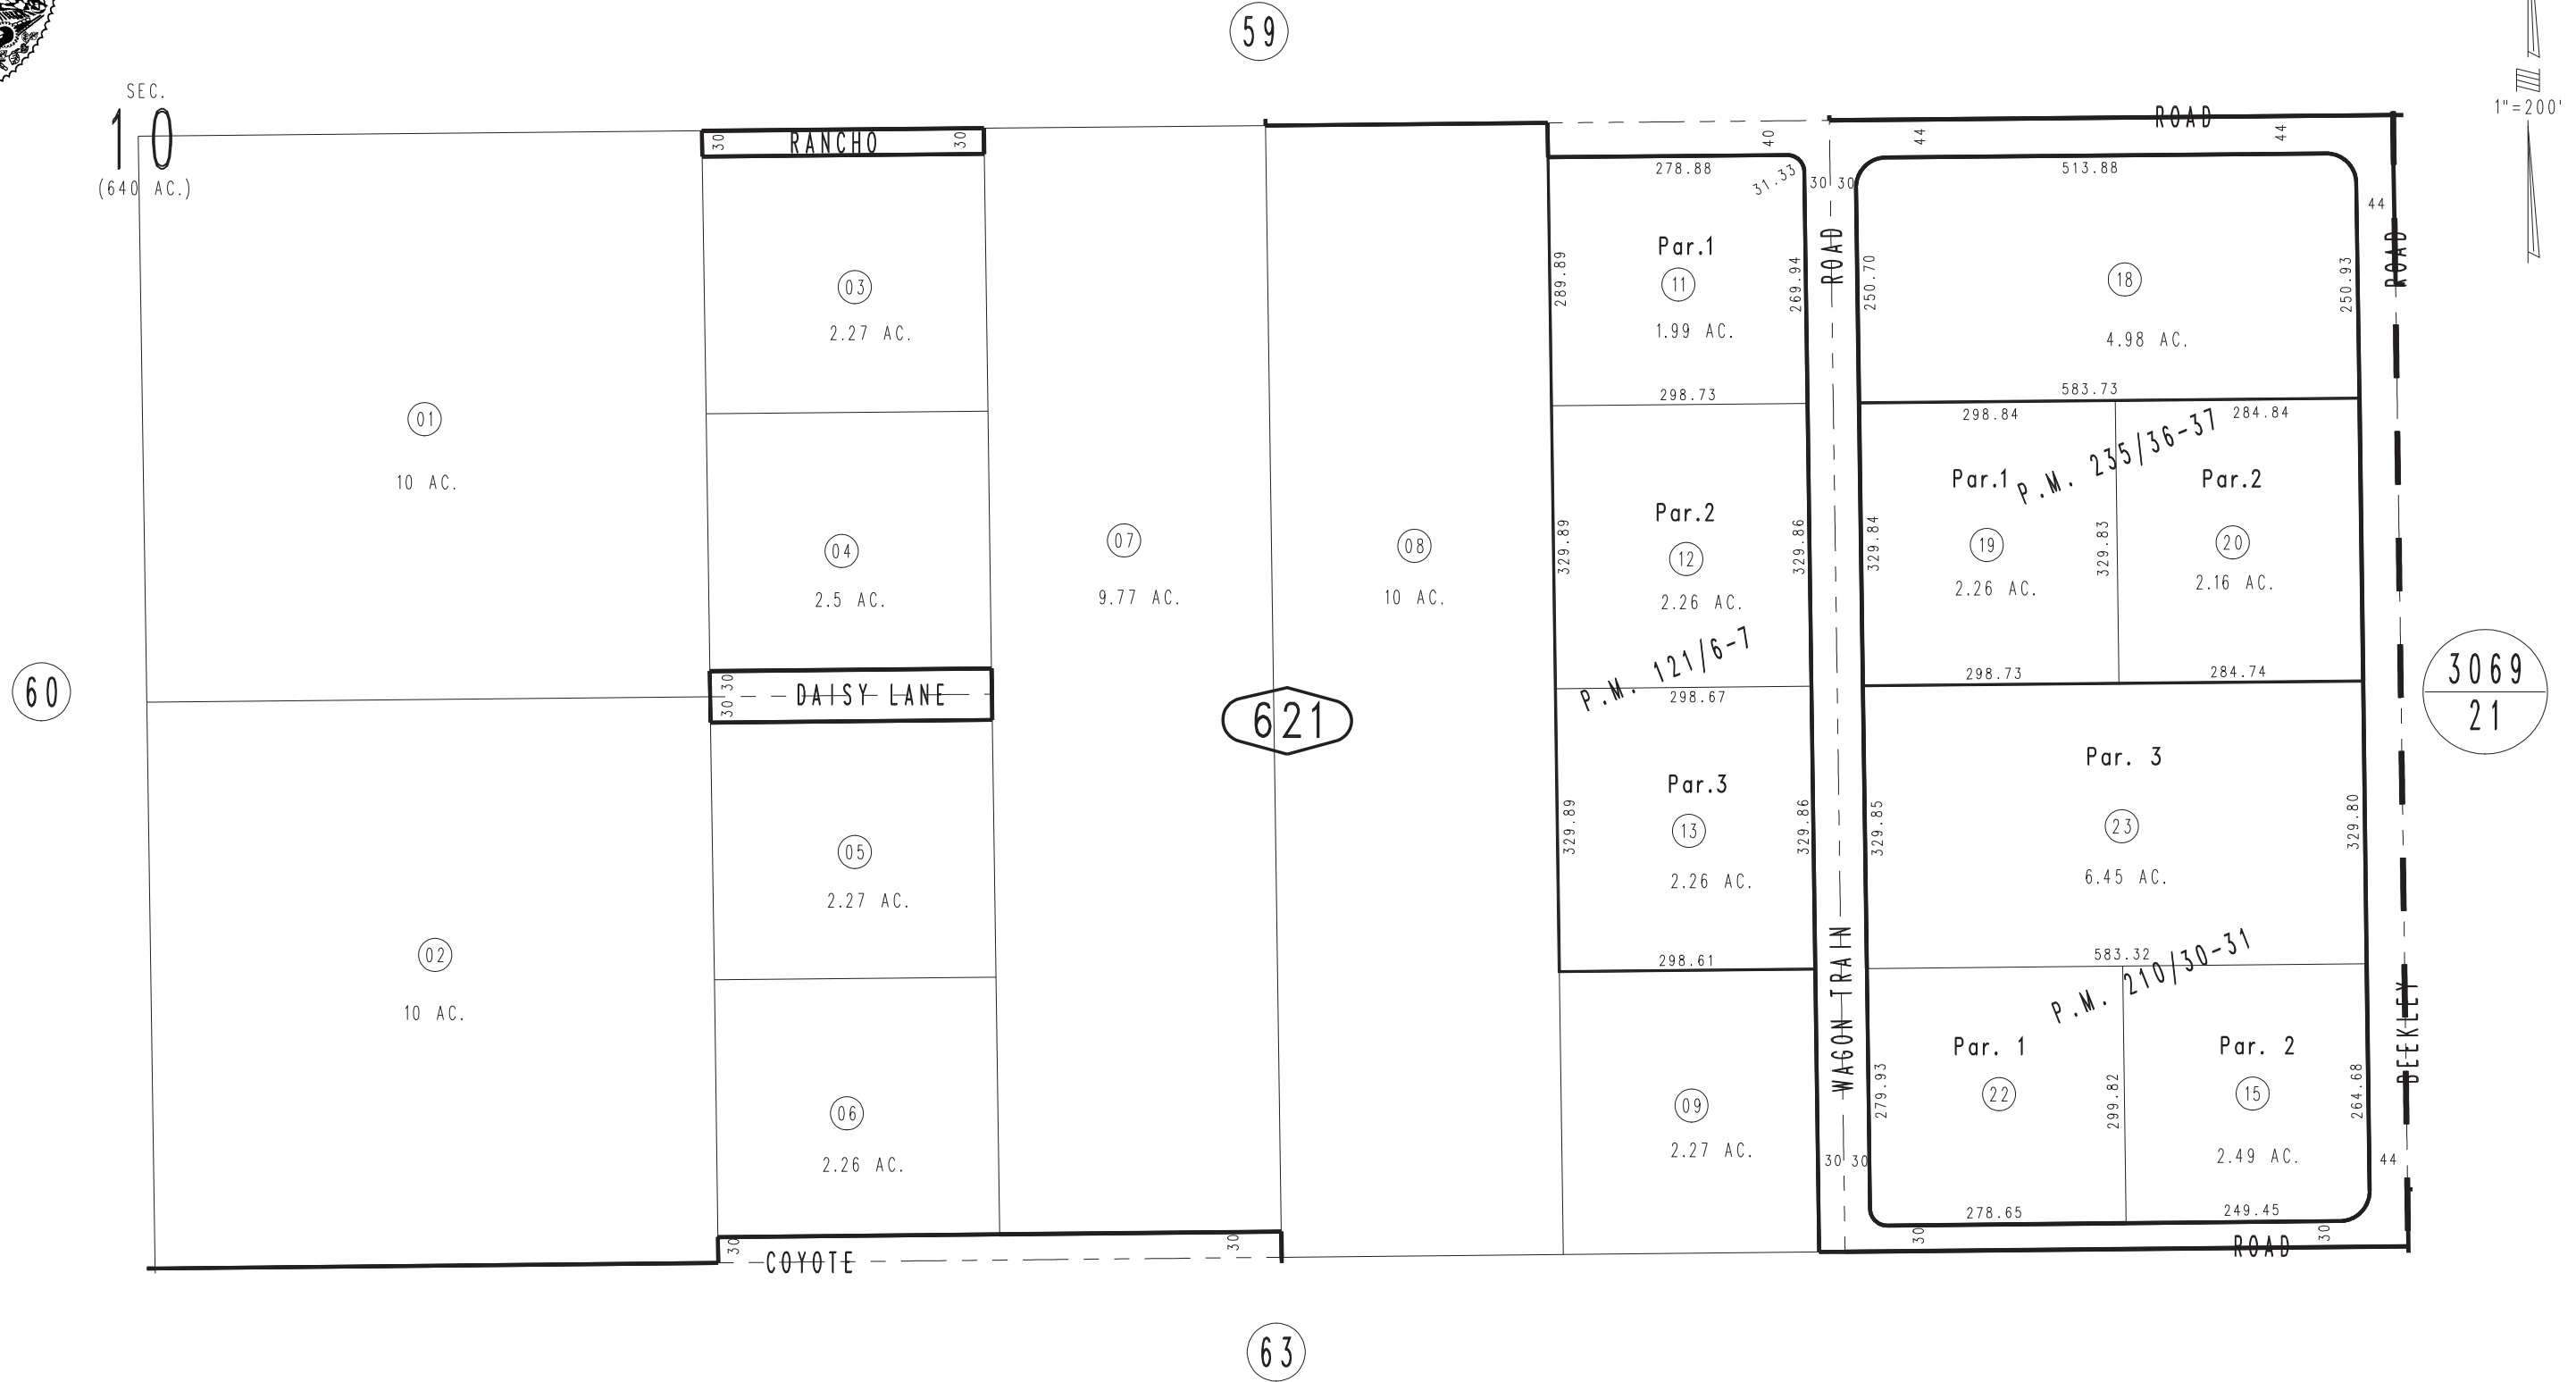 59
SEC.
10
(640 AC.)
1"=200'
RANCHO
30
30
ROAD
40
44
44
278.88
31.33
30 30
513.88
44
Par.1
11
289.89
269.94
1.99 AC.
298.73
ROAD
250.70
18
250.93
4.98 AC.
583.73
ROAD
03
2.27 AC.
01
10 AC.
04
2.5 AC.
07
9.77 AC.
08
10 AC.
Par.2
12
329.89
329.86
2.26 AC.
P.M. 121/6-7
298.67
298.84
284.84
P.M. 235/36-37
Par.1
Par.2
329.84
19
329.83
20
2.26 AC.
2.16 AC.
298.73
284.74
60
30
30
DAISY LANE
621
3069
21
Par.3
13
329.89
329.86
2.26 AC.
298.61
Par. 3
329.85
23
329.80
6.45 AC.
583.32
P.M. 210/30-31
05
2.27 AC.
02
10 AC.
06
2.26 AC.
09
2.27 AC.
WAGON TRAIN
Par. 1
Par. 2
279.93
22
299.82
15
264.68
2.49 AC.
30 30
44
278.65
249.45
BEEKLEY
30
30
COYOTE
30
30
ROAD
63